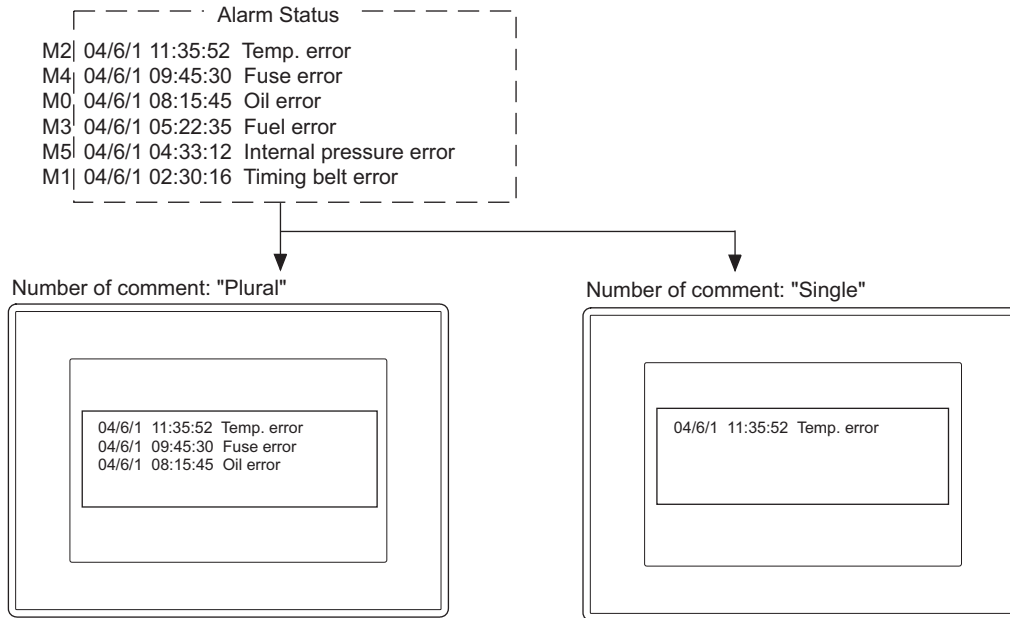 Alarm Status
M2 04/6/1 11:35:52 Temp. error
M4 04/6/1 09:45:30 Fuse error
M0 04/6/1 08:15:45 Oil error
M3 04/6/1 05:22:35 Fuel error
M5 04/6/1 04:33:12 Internal pressure error
M1 04/6/1 02:30:16 Timing belt error
Number of comment: "Plural"
04/6/1 11:35:52 Temp. error
04/6/1 09:45:30 Fuse error
04/6/1 08:15:45 Oil error
Number of comment: "Single"
04/6/1 11:35:52 Temp. error